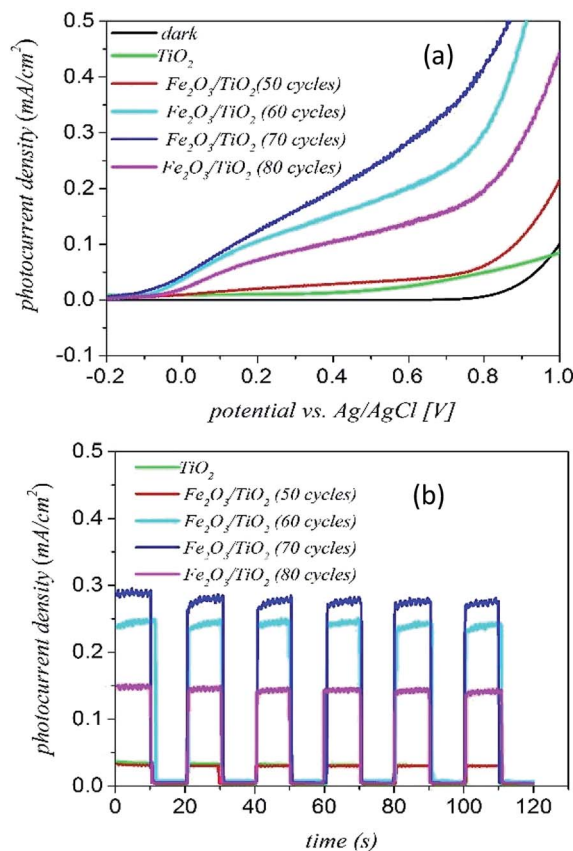 (a)
dark
TiO₂
Fe₂O₃/TiO₂(50 cycles)
Fe₂O₃/TiO₂ (60 cycles)
Fe₂O₃/TiO₂ (70 cycles)
Fe₂O₃/TiO₂ (80 cycles)
photocurrent density (mA/cm²)
0.5
0.4
0.3
0.2
0.1
0.0
-0.1
-0.2 0.0 0.2 0.4 0.6 0.8 1.0
potential vs. Ag/AgCl [V]
(b)
TiO₂
Fe₂O₃/TiO₂ (50 cycles)
Fe₂O₃/TiO₂ (60 cycles)
Fe₂O₃/TiO₂ (70 cycles)
Fe₂O₃/TiO₂ (80 cycles)
photocurrent density (mA/cm²)
0.5
0.4
0.3
0.2
0.1
0.0
0 20 40 60 80 100 120
time (s)